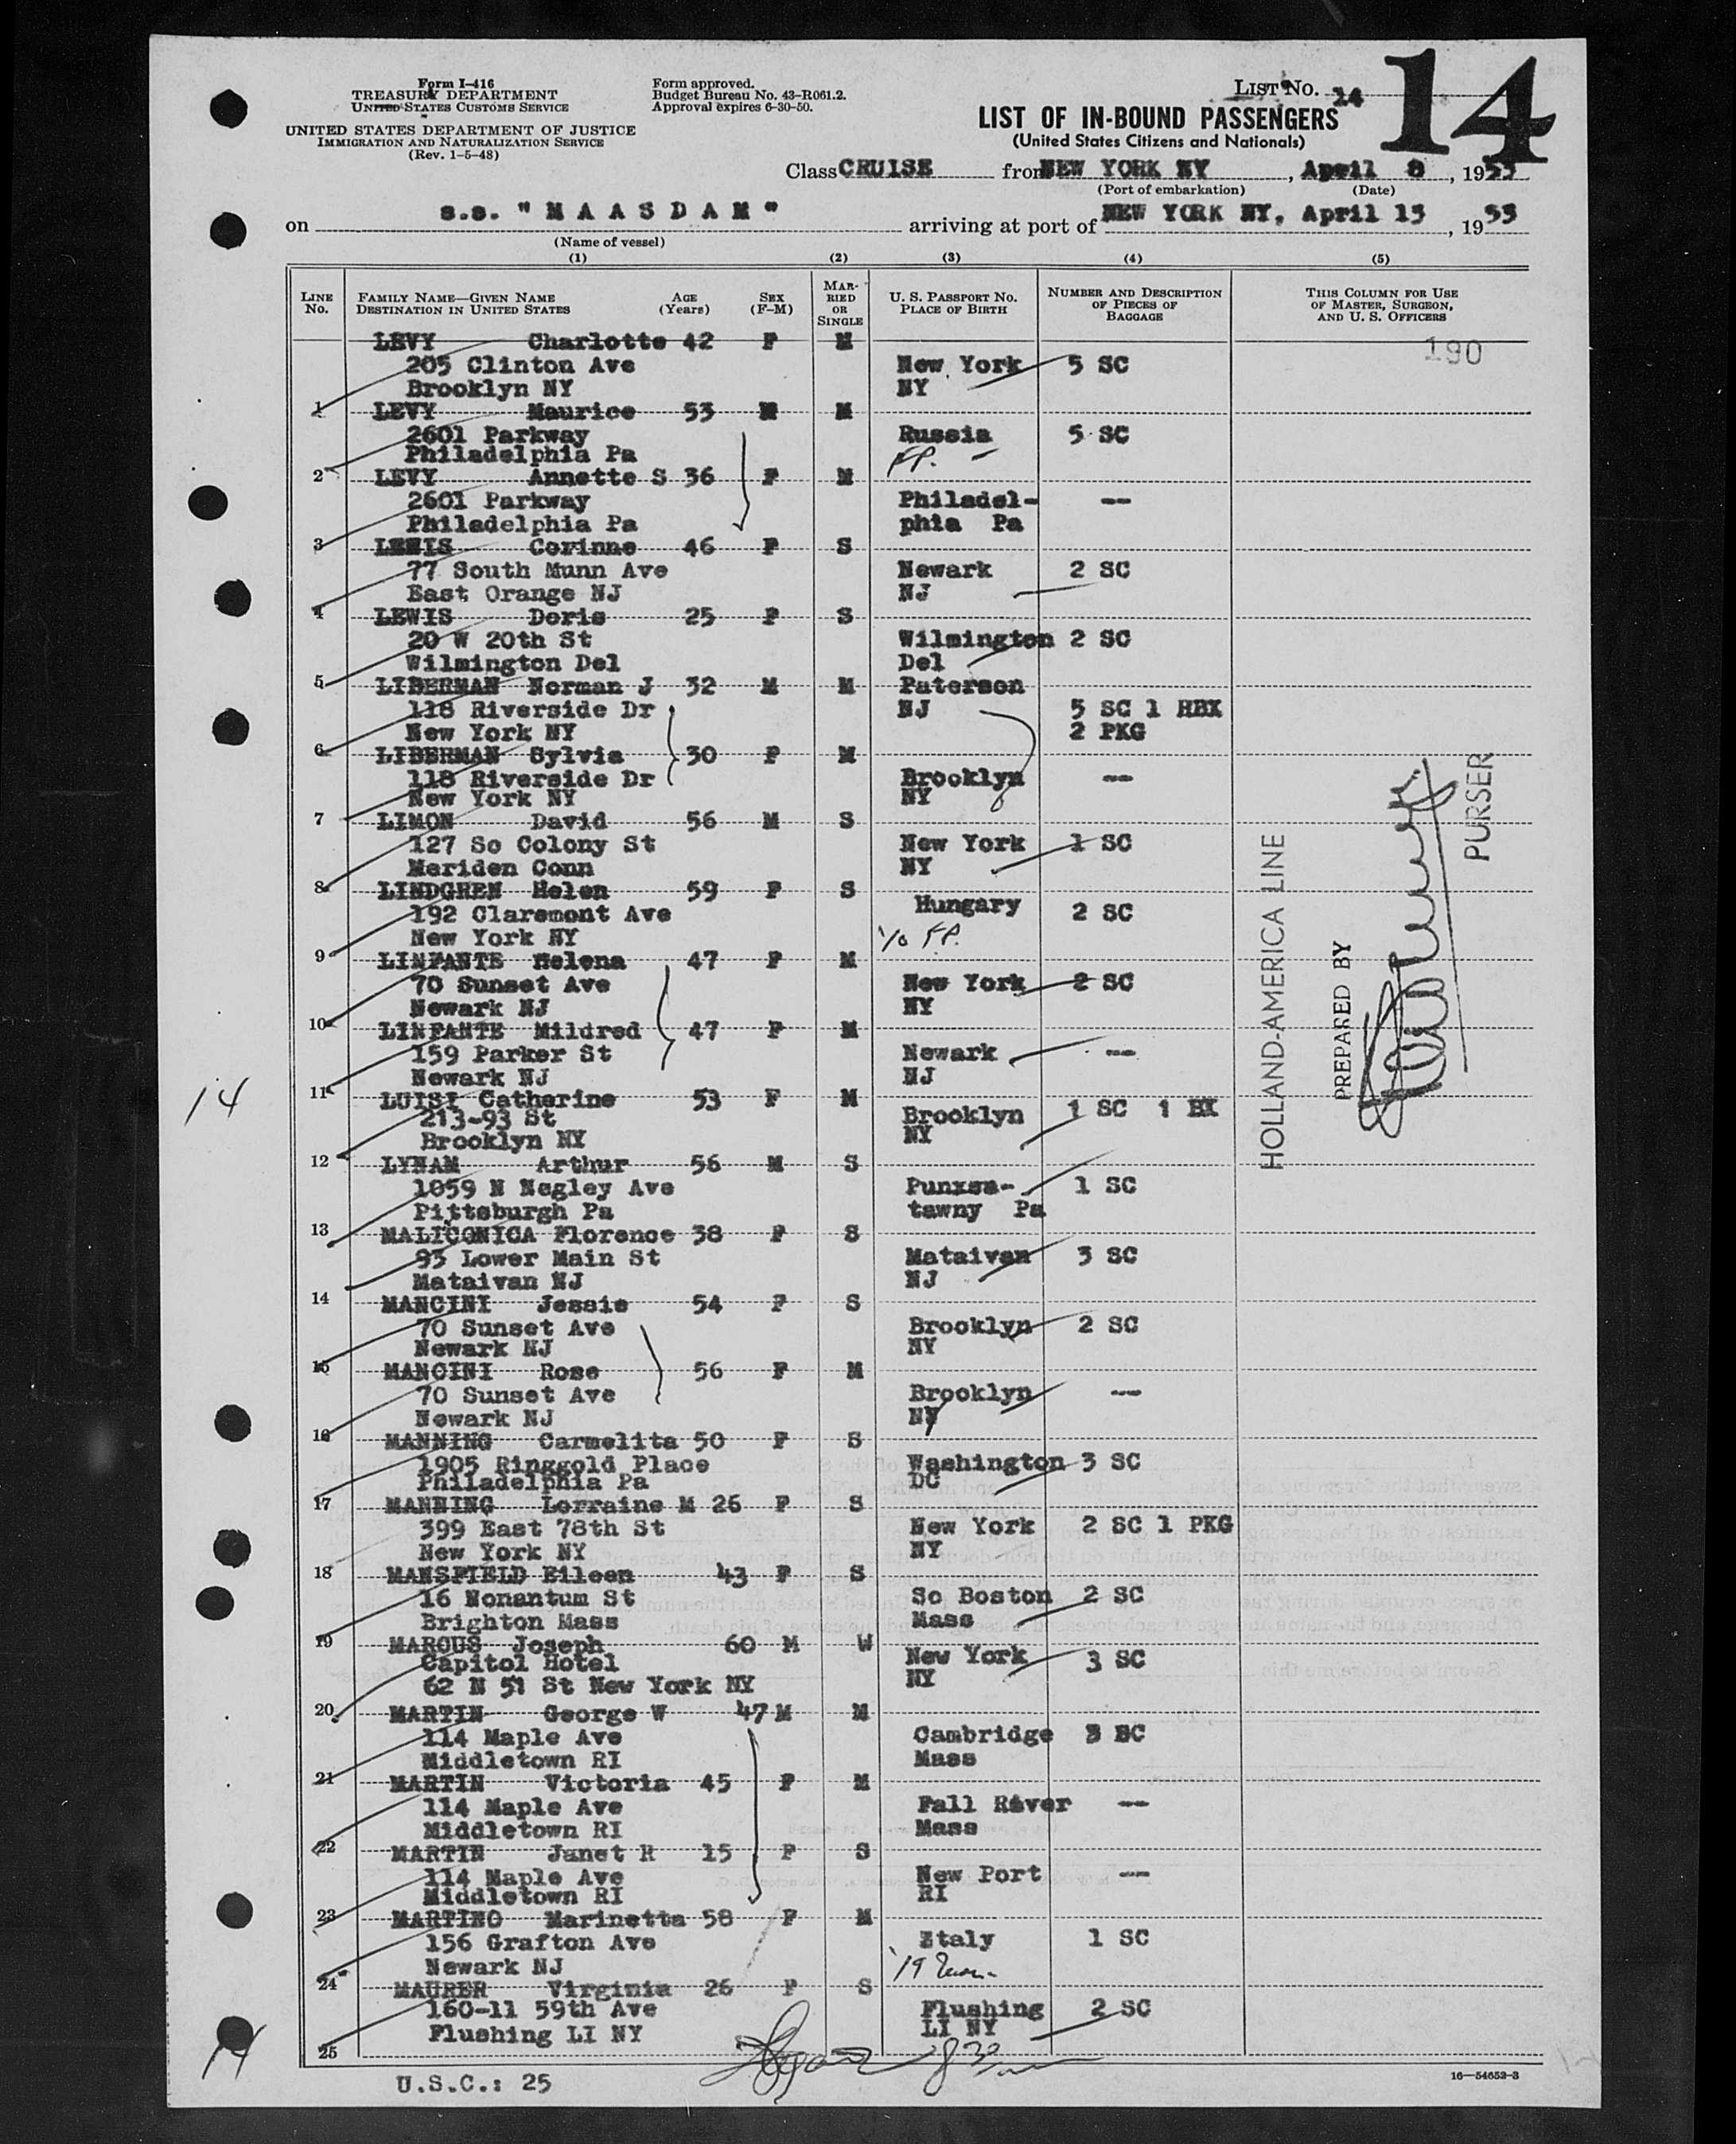 Form I-416
TREASURY DEPARTMENT
UNITED STATES CUSTOMS SERVICE
UNITED STATES DEPARTMENT OF JUSTICE
IMMIGRATION AND NATURALIZATION SERVICE
(Rev. 1-5-48)
Form approved.
Budget Bureau No. 43-R061.2.
Approval expires 6-30-50.
LIST NO. 14
14
LIST OF IN-BOUND PASSENGERS
(United States Citizens and Nationals)
Class CRUISE from NEW YORK NY, April 8, 1953
(Port of embarkation) (Date)
on s.s. "MAASDAM" arriving at port of NEW YORK NY, April 13, 1953
(Name of vessel)
(1) (2) (3) (4) (5)
LINE NO. FAMILY NAME—GIVEN NAME DESTINATION IN UNITED STATES AGE (Years) SEX (F-M) MARRIED OR SINGLE U. S. PASSPORT NO. PLACE OF BIRTH NUMBER AND DESCRIPTION OF PIECES OF BAGGAGE THIS COLUMN FOR USE OF MASTER, SURGEON, AND U. S. OFFICERS
190
LEVY Charlotte 42 F M
205 Clinton Ave New York 5 SC
Brooklyn NY NY
1 LEVY Maurice 53 M M
2601 Parkway Russia 5 SC
Philadelphia Pa FP.
2 LEVY Annette S 36 F M
2601 Parkway Philadel- --
Philadelphia Pa phia Pa
3 LEWIS Corinne 46 F S
77 South Munn Ave Newark 2 SC
East Orange NJ NJ
4 LEWIS Doris 25 F S
20 W 20th St Wilmington 2 SC
Wilmington Del Del
5 LIBERMAN Norman J 32 M M Paterson
118 Riverside Dr NJ 5 SC 1 HBX
New York NY 2 PKG
6 LIBERMAN Sylvia 30 F M
118 Riverside Dr Brooklyn --
New York NY NY
7 LIMON David 56 M S
127 So Colony St New York 1 SC
Meriden Conn NY
8 LINDGREN Helen 59 F S
192 Claremont Ave Hungary 2 SC
New York NY FP.
9 LINFANTE Helena 47 F M
70 Sunset Ave New York 2 SC
Newark NJ NY
10 LINFANTE Mildred 47 F M
159 Parker St Newark --
Newark NJ NJ
14
11 LUISI Catherine 53 F M
213-93 St Brooklyn 1 SC 1 BX
Brooklyn NY NY
12 LYNAM Arthur 56 M S
1059 N Negley Ave Punxsa- 1 SC
Pittsburgh Pa tawny Pa
13 MALICONICA Florence 38 F S
93 Lower Main St Mataivan 3 SC
Mataivan NJ NJ
14 MANCINI Jessie 54 F S
70 Sunset Ave Brooklyn 2 SC
Newark NJ NY
15 MANCINI Rose 56 F M
70 Sunset Ave Brooklyn --
Newark NJ NY
16 MANNING Carmelita 50 F S
1905 Ringgold Place Washington 3 SC
Philadelphia Pa DC
17 MANNING Lorraine M 26 F S
399 East 78th St New York 2 SC 1 PKG
New York NY NY
18 MANSFIELD Eileen 43 F S
16 Nonantum St So Boston 2 SC
Brighton Mass Mass
19 MARCUS Joseph 60 M W
Capitol Hotel New York 3 SC
62 N 51 St New York NY NY
20 MARTIN George W 47 M M
114 Maple Ave Cambridge 3 SC
Middletown RI Mass
21 MARTIN Victoria 45 F M
114 Maple Ave Fall River --
Middletown RI Mass
22 MARTIN Janet R 15 F S
114 Maple Ave New Port --
Middletown RI RI
23 MARTINO Marinetta 58 F M
156 Grafton Ave Italy 1 SC
Newark NJ
24 MAURER Virginia 26 F S
160-11 59th Ave Flushing 2 SC
Flushing LI NY LI NY
25
14
U.S.C.: 25
16-54652-3
HOLLAND-AMERICA LINE
PREPARED BY
PURSER